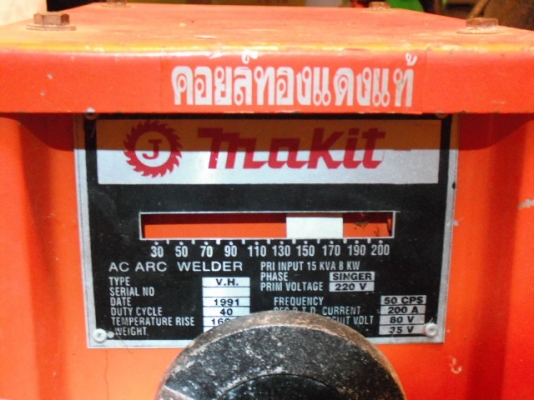 คอยล์ทองแดงแท้
J Makit
30 50 70 90 110 130 150 170 190 200
AC ARC WELDER PRI INPUT 15 KVA 8 KW
TYPE V.H. PHASE SINGER
SERIAL NO PRIM VOLTAGE 220 V
DATE 1991 FREQUENCY 50 CPS
DUTY CYCLE 40 CURRENT 200 A
TEMPERATURE RISE VOLT 80 V
WEIGHT. 35 V